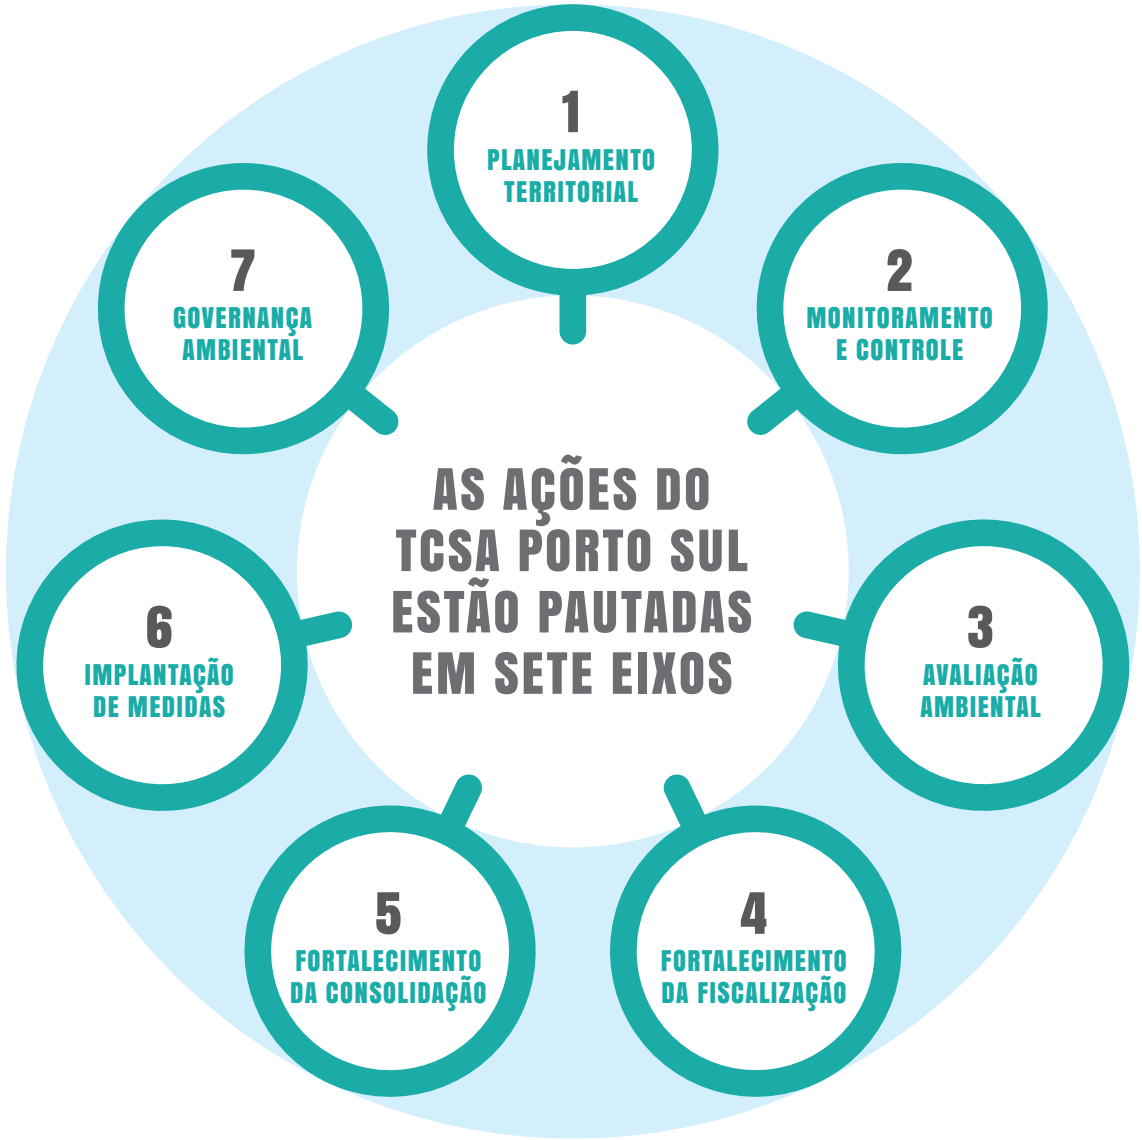 AS AÇÕES DO
TCSA PORTO SUL
ESTÃO PAUTADAS
EM SETE EIXOS
1
PLANEJAMENTO
TERRITORIAL
2
MONITORAMENTO
E CONTROLE
3
AVALIAÇÃO
AMBIENTAL
4
FORTALECIMENTO
DA FISCALIZAÇÃO
5
FORTALECIMENTO
DA CONSOLIDAÇÃO
6
IMPLANTAÇÃO
DE MEDIDAS
7
GOVERNANÇA
AMBIENTAL